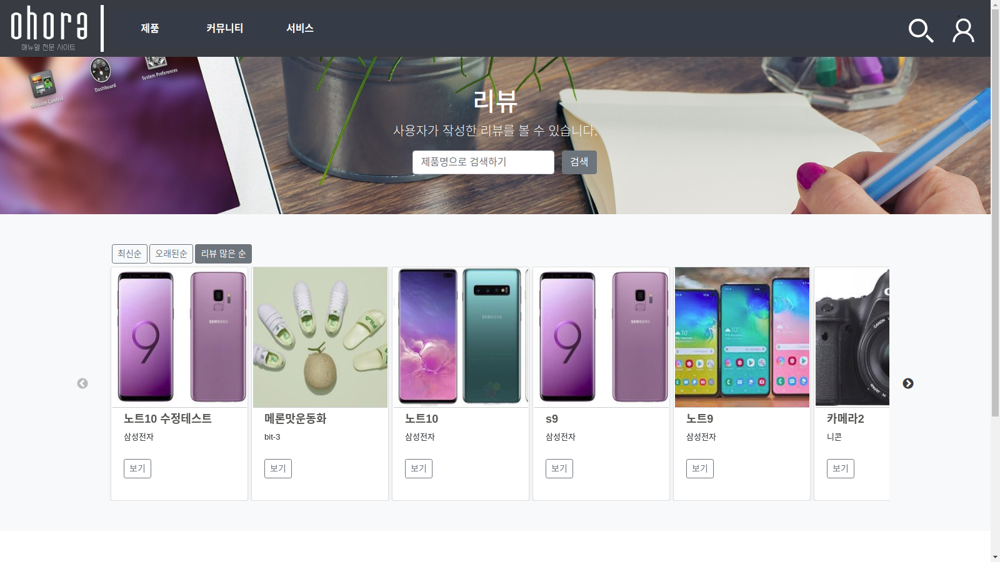 ohora
매뉴얼 전문 사이트
제품
커뮤니티
서비스
Mission Control
Dashboard
System Preferences
리뷰
사용자가 작성한 리뷰를 볼 수 있습니다.
제품명으로 검색하기
검색
최신순
오래된순
리뷰 많은 순
9
SAMSUNG
FILA
SAMSUNG
9
SAMSUNG
CANON
노트10 수정테스트
삼성전자
보기
메론맛운동화
bit-3
보기
노트10
삼성전자
보기
s9
삼성전자
보기
노트9
삼성전자
보기
카메라2
니콘
보기